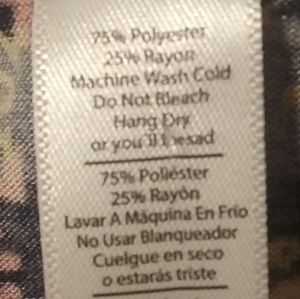 75% Polyester
25% Rayon
Machine Wash Cold
Do Not Bleach
Hang Dry
or you'll be sad
75% Poliéster
25% Rayón
Lavar A Máquina En Frío
No Usar Blanqueador
Cuelgue en seco
o estarás triste